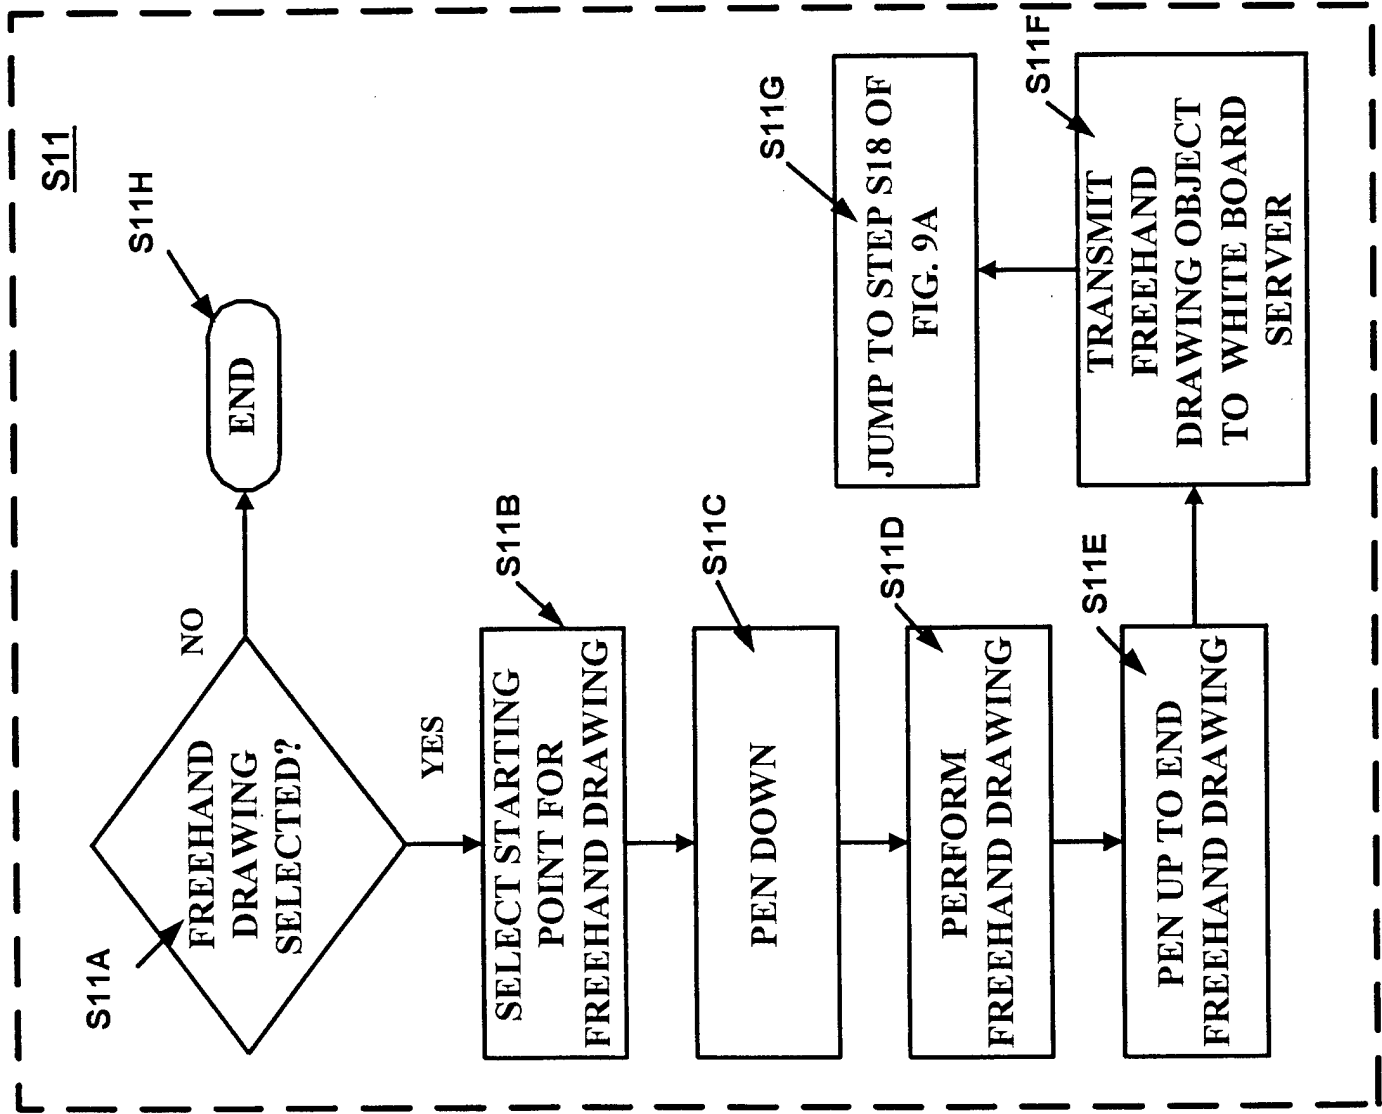 S11
S11A
FREEHAND
DRAWING
SELECTED?
NO
S11H
END
YES
S11B
SELECT STARTING
POINT FOR
FREEHAND DRAWING
S11C
PEN DOWN
S11D
PERFORM
FREEHAND DRAWING
S11E
PEN UP TO END
FREEHAND DRAWING
S11F
TRANSMIT
FREEHAND
DRAWING OBJECT
TO WHITE BOARD
SERVER
S11G
JUMP TO STEP S18 OF
FIG. 9A